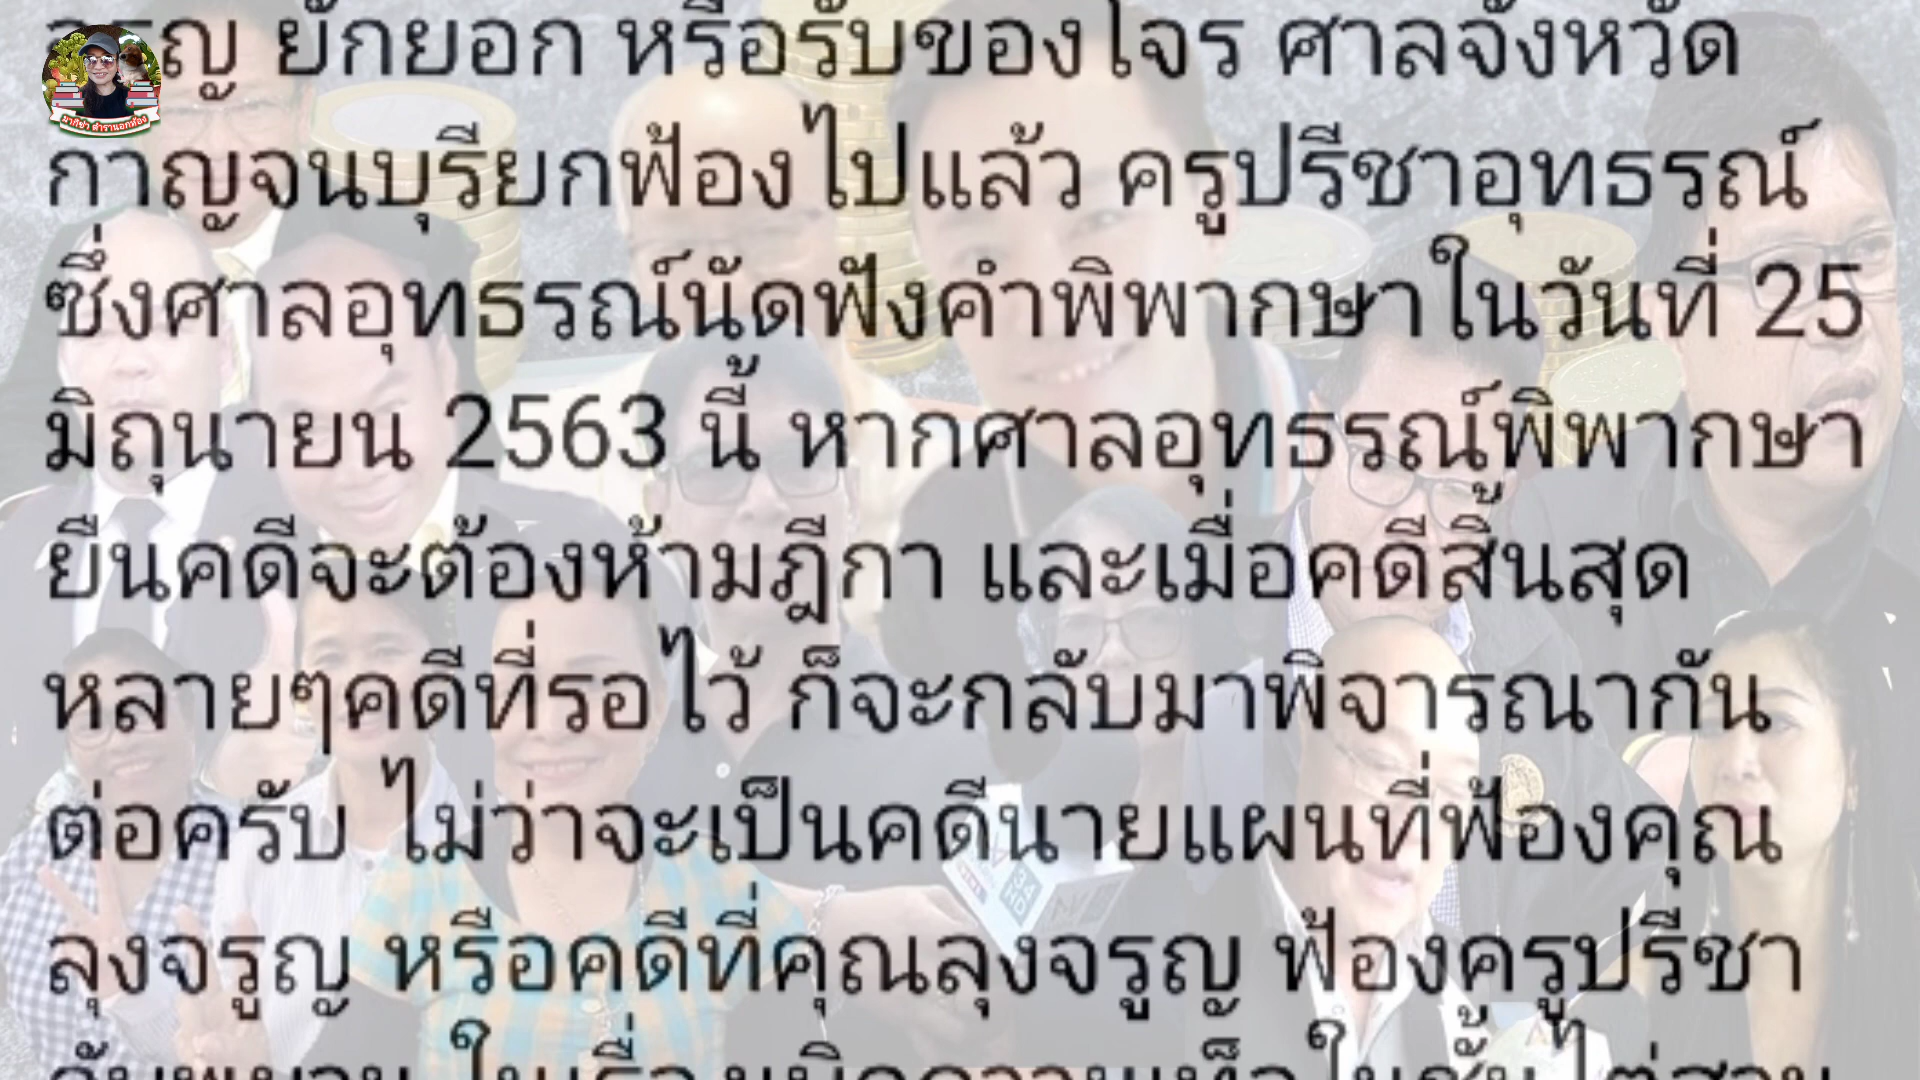 จรูญ ยักยอก หรือรับของโจร ศาลจังหวัด
กาญจนบุรียกฟ้องไปแล้ว ครูปรีชาอุทธรณ์
ซึ่งศาลอุทธรณ์นัดฟังคำพิพากษาในวันที่ 25
มิถุนายน 2563 นี้ หากศาลอุทธรณ์พิพากษา
ยืนคดีจะต้องห้ามฎีกา และเมื่อคดีสิ้นสุด
หลายๆคดีที่รอไว้ ก็จะกลับมาพิจารณากัน
ต่อครับ ไม่ว่าจะเป็นคดีนายแผนที่ฟ้องคุณ
ลุงจรูญ หรือคดีที่คุณลุงจรูญ ฟ้องครูปรีชา